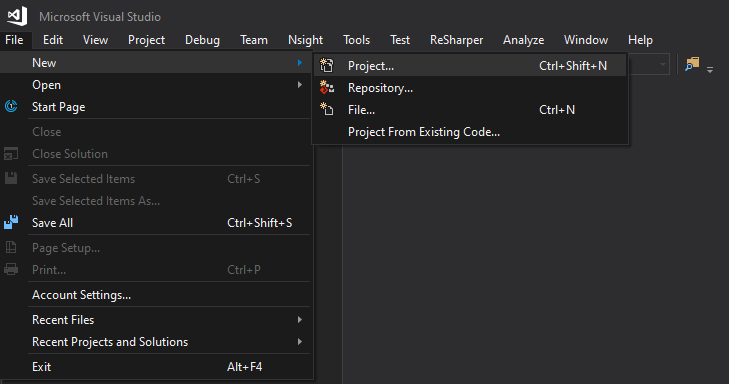 Microsoft Visual Studio
File Edit View Project Debug Team Nsight Tools Test ReSharper Analyze Window Help
New
Project... Ctrl+Shift+N
Open
Repository...
Start Page
File... Ctrl+N
Close
Project From Existing Code...
Close Solution
Save Selected Items Ctrl+S
Save Selected Items As...
Save All Ctrl+Shift+S
Page Setup...
Print... Ctrl+P
Account Settings...
Recent Files
Recent Projects and Solutions
Exit Alt+F4